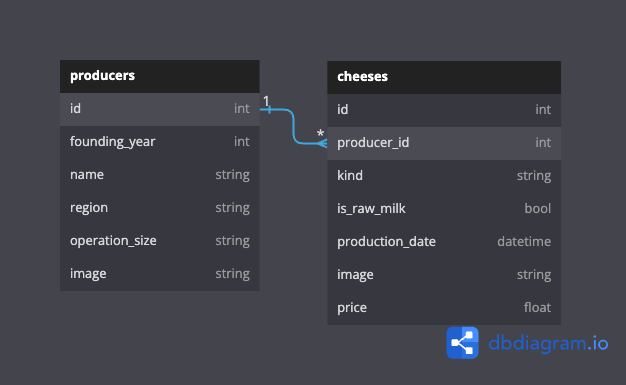 producers
id int
founding_year int
name string
region string
operation_size string
image string
1
*
cheeses
id int
producer_id int
kind string
is_raw_milk bool
production_date datetime
image string
price float
dbdiagram.io